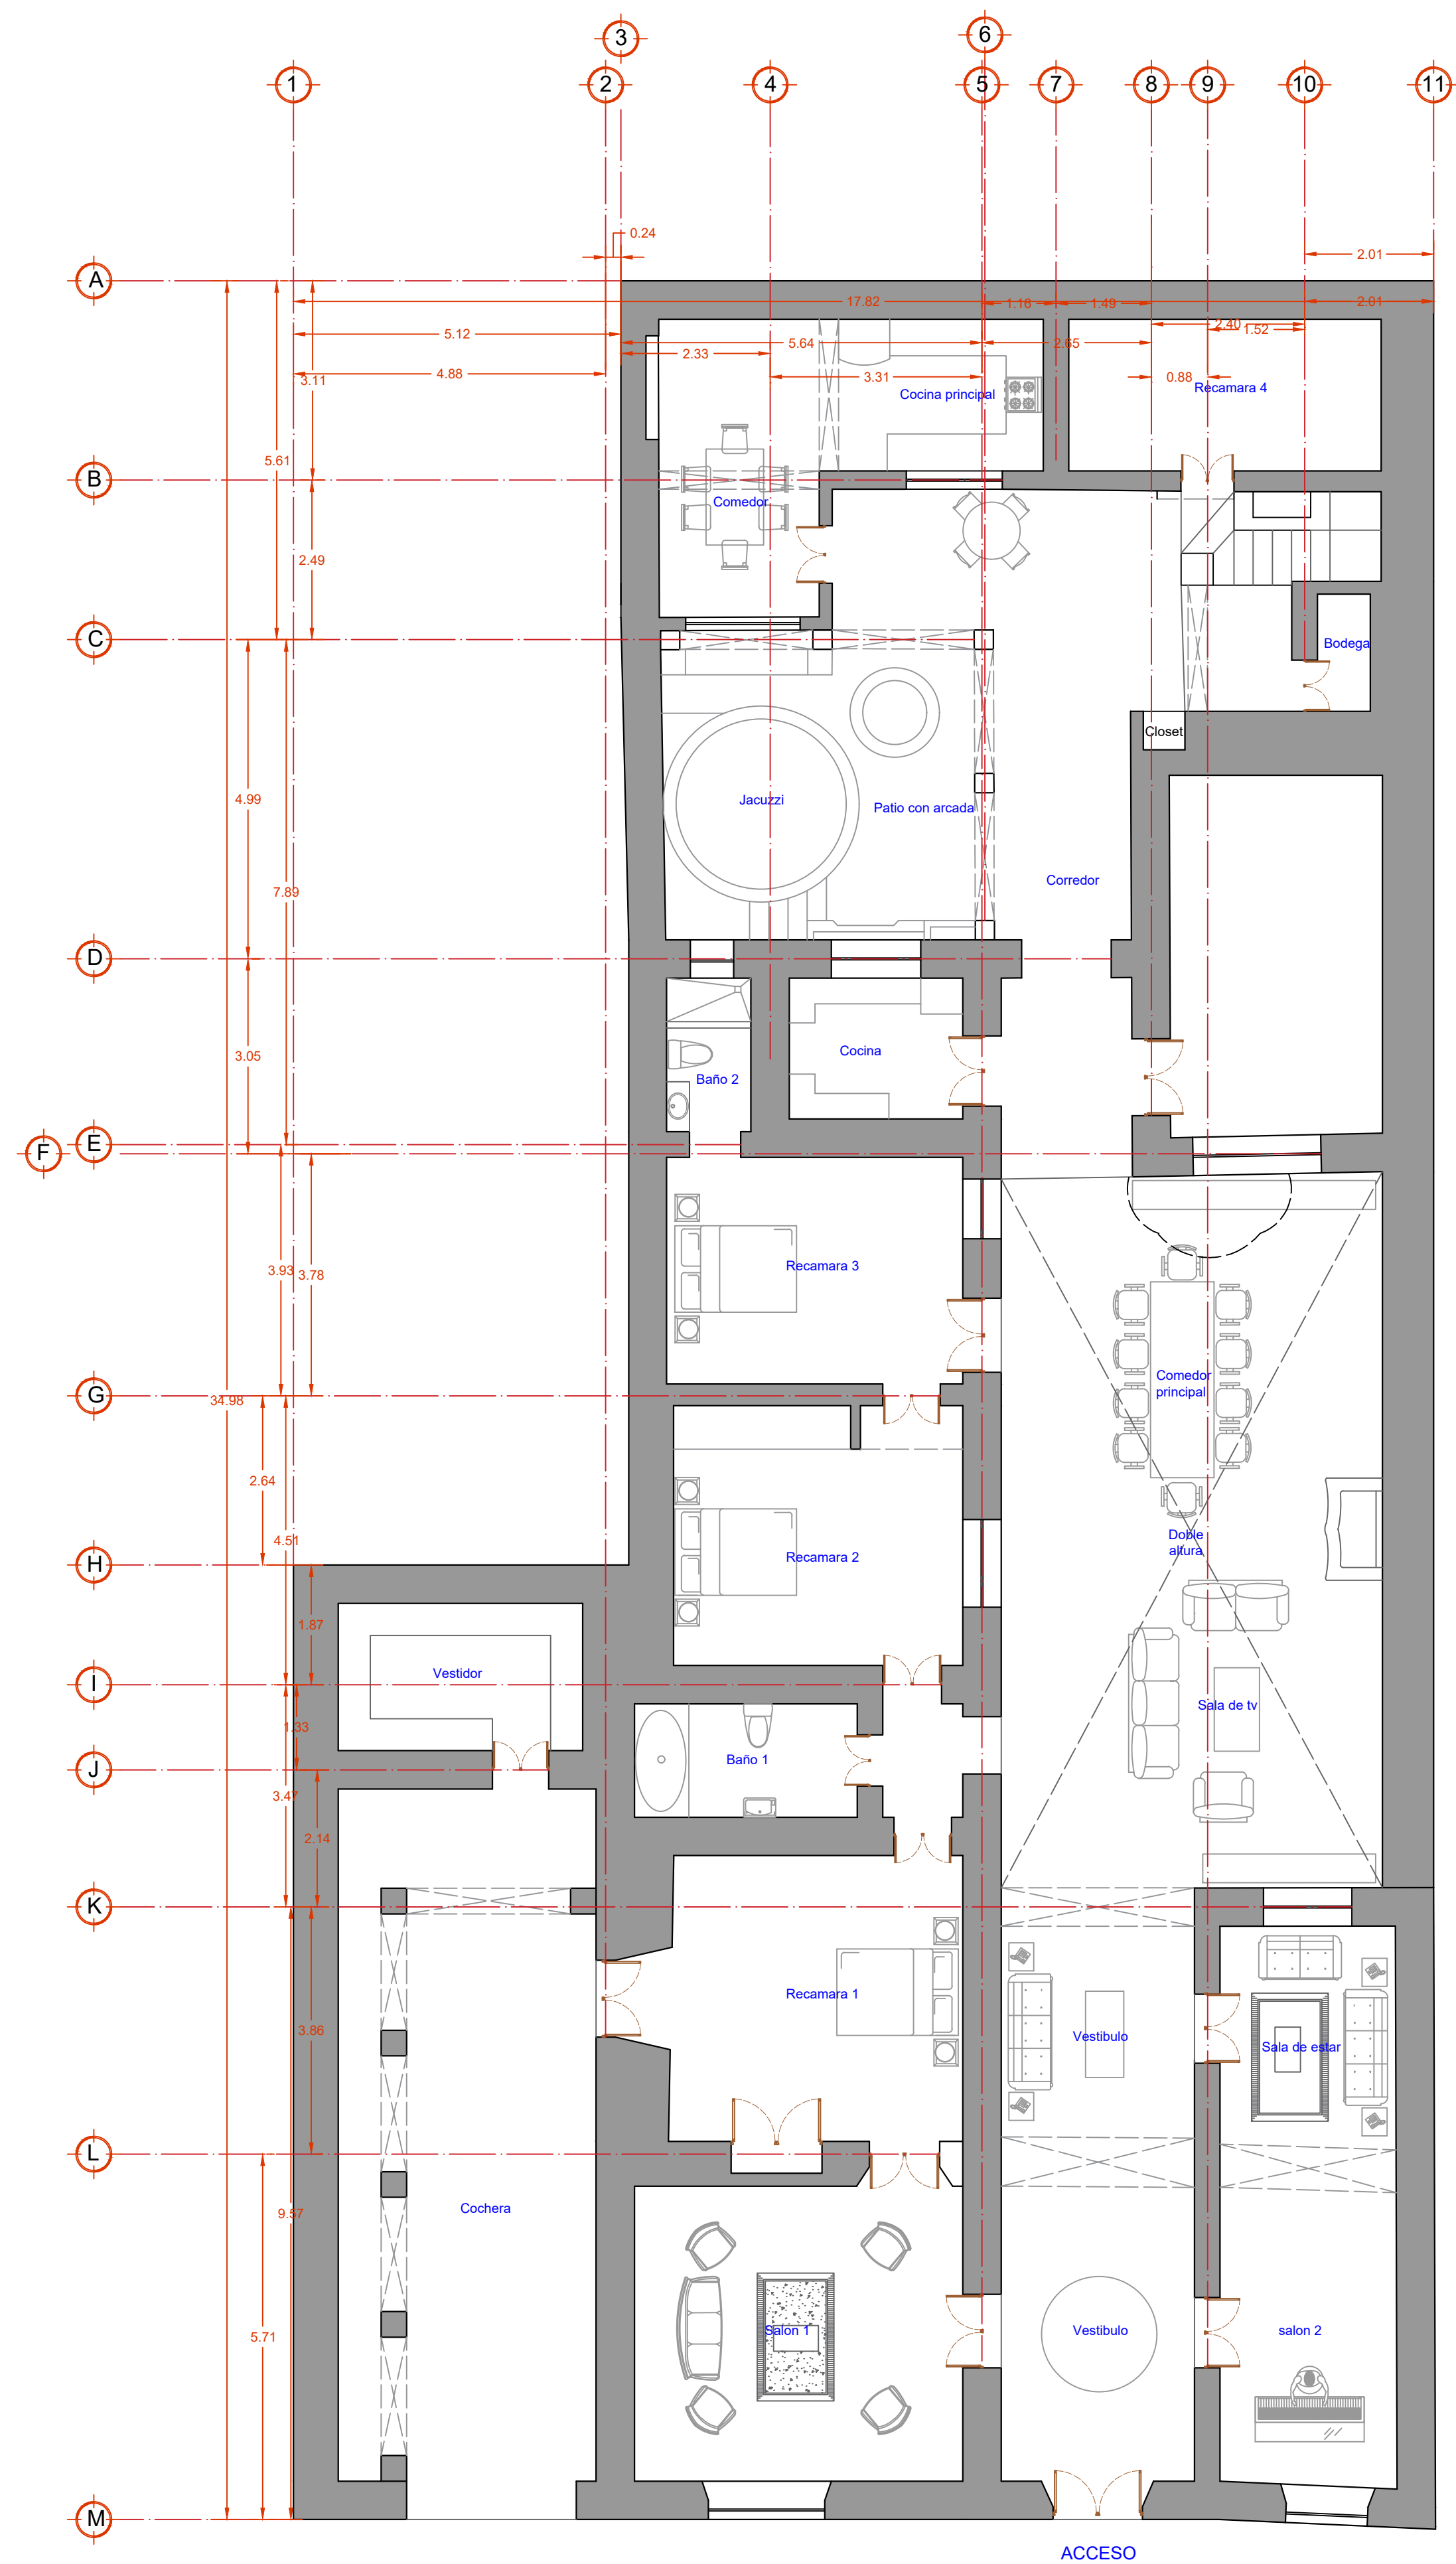 3
6
1
2
4
5
7
8
9
10
11
0.24
2.01
A
17.82
1.16
1.49
2.01
2.40
1.52
5.12
5.64
2.65
2.33
4.88
3.31
0.88
3.11
Cocina principal
Recamara 4
5.61
B
Comedor
2.49
C
Bodega
Closet
4.99
Jacuzzi
Patio con arcada
Corredor
7.89
D
3.05
Cocina
Baño 2
E
F
3.93
3.78
Recamara 3
Comedor
principal
G
34.98
2.64
4.51
Doble
altura
Recamara 2
H
1.87
Vestidor
I
Sala de tv
1.33
Baño 1
J
3.47
2.14
K
Recamara 1
3.86
Vestibulo
Sala de estar
L
Cochera
9.57
5.71
Salon 1
Vestibulo
salon 2
M
ACCESO